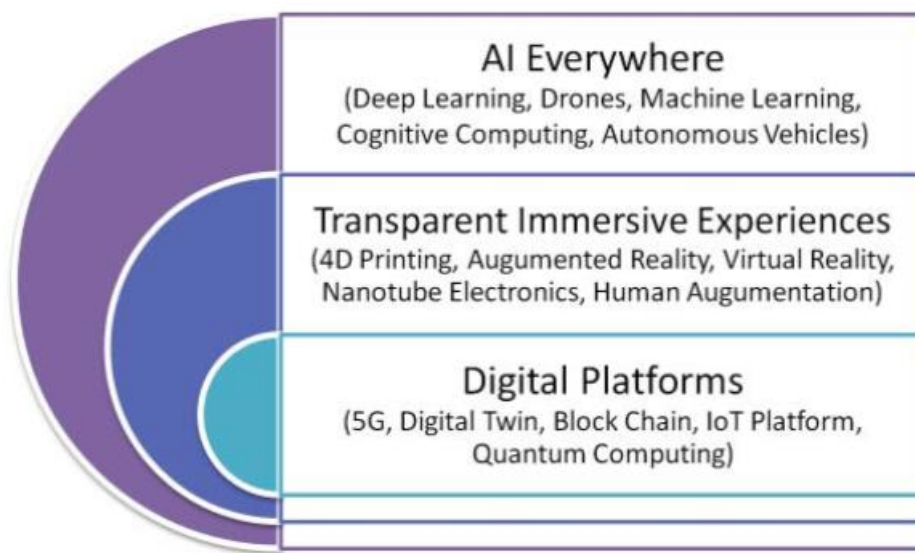 AI Everywhere
(Deep Learning, Drones, Machine Learning,
Cognitive Computing, Autonomous Vehicles)
Transparent Immersive Experiences
(4D Printing, Augumented Reality, Virtual Reality,
Nanotube Electronics, Human Augumentation)
Digital Platforms
(5G, Digital Twin, Block Chain, IoT Platform,
Quantum Computing)